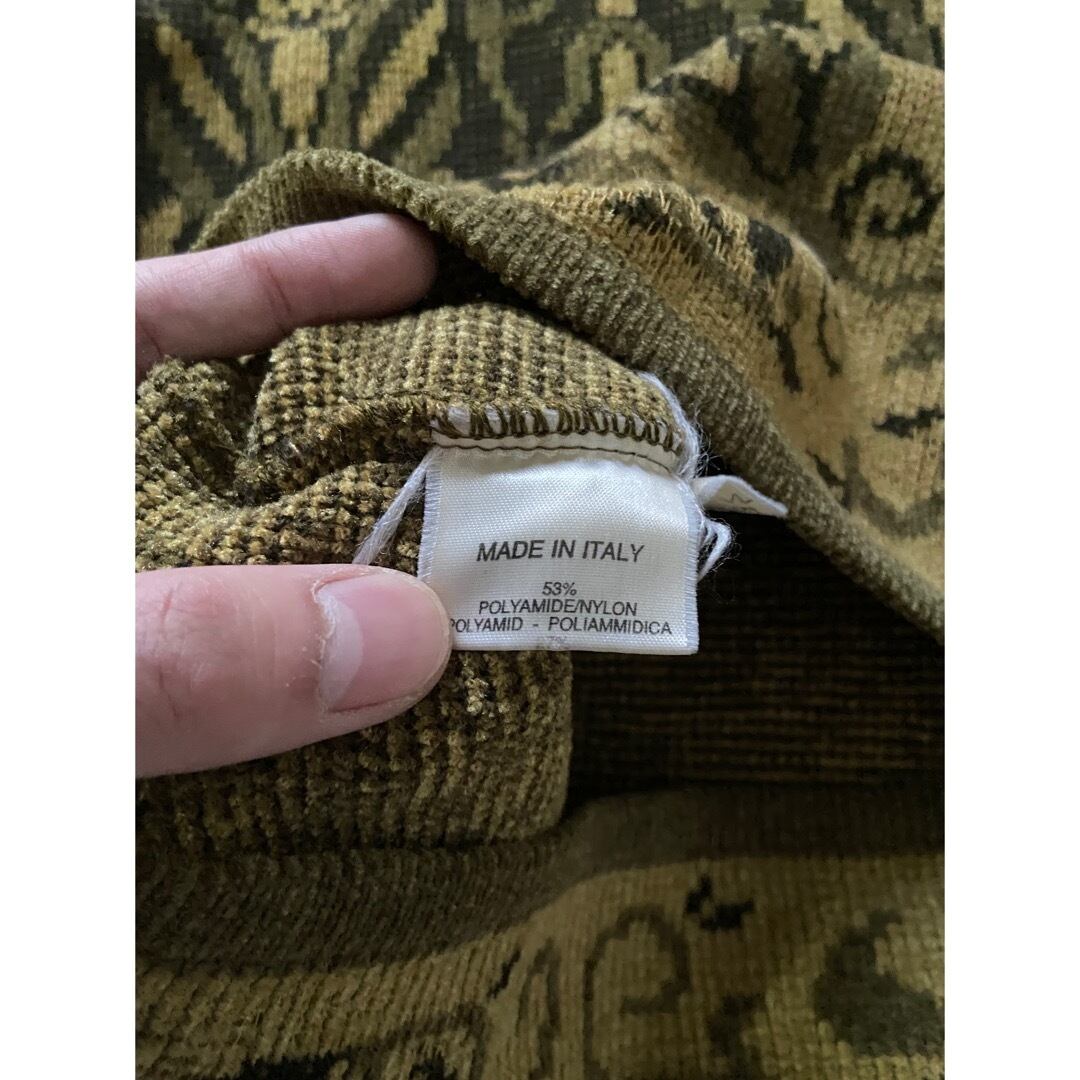 MADE IN ITALY
53%
POLYAMIDE/NYLON
POLYAMID - POLIAMMIDICA